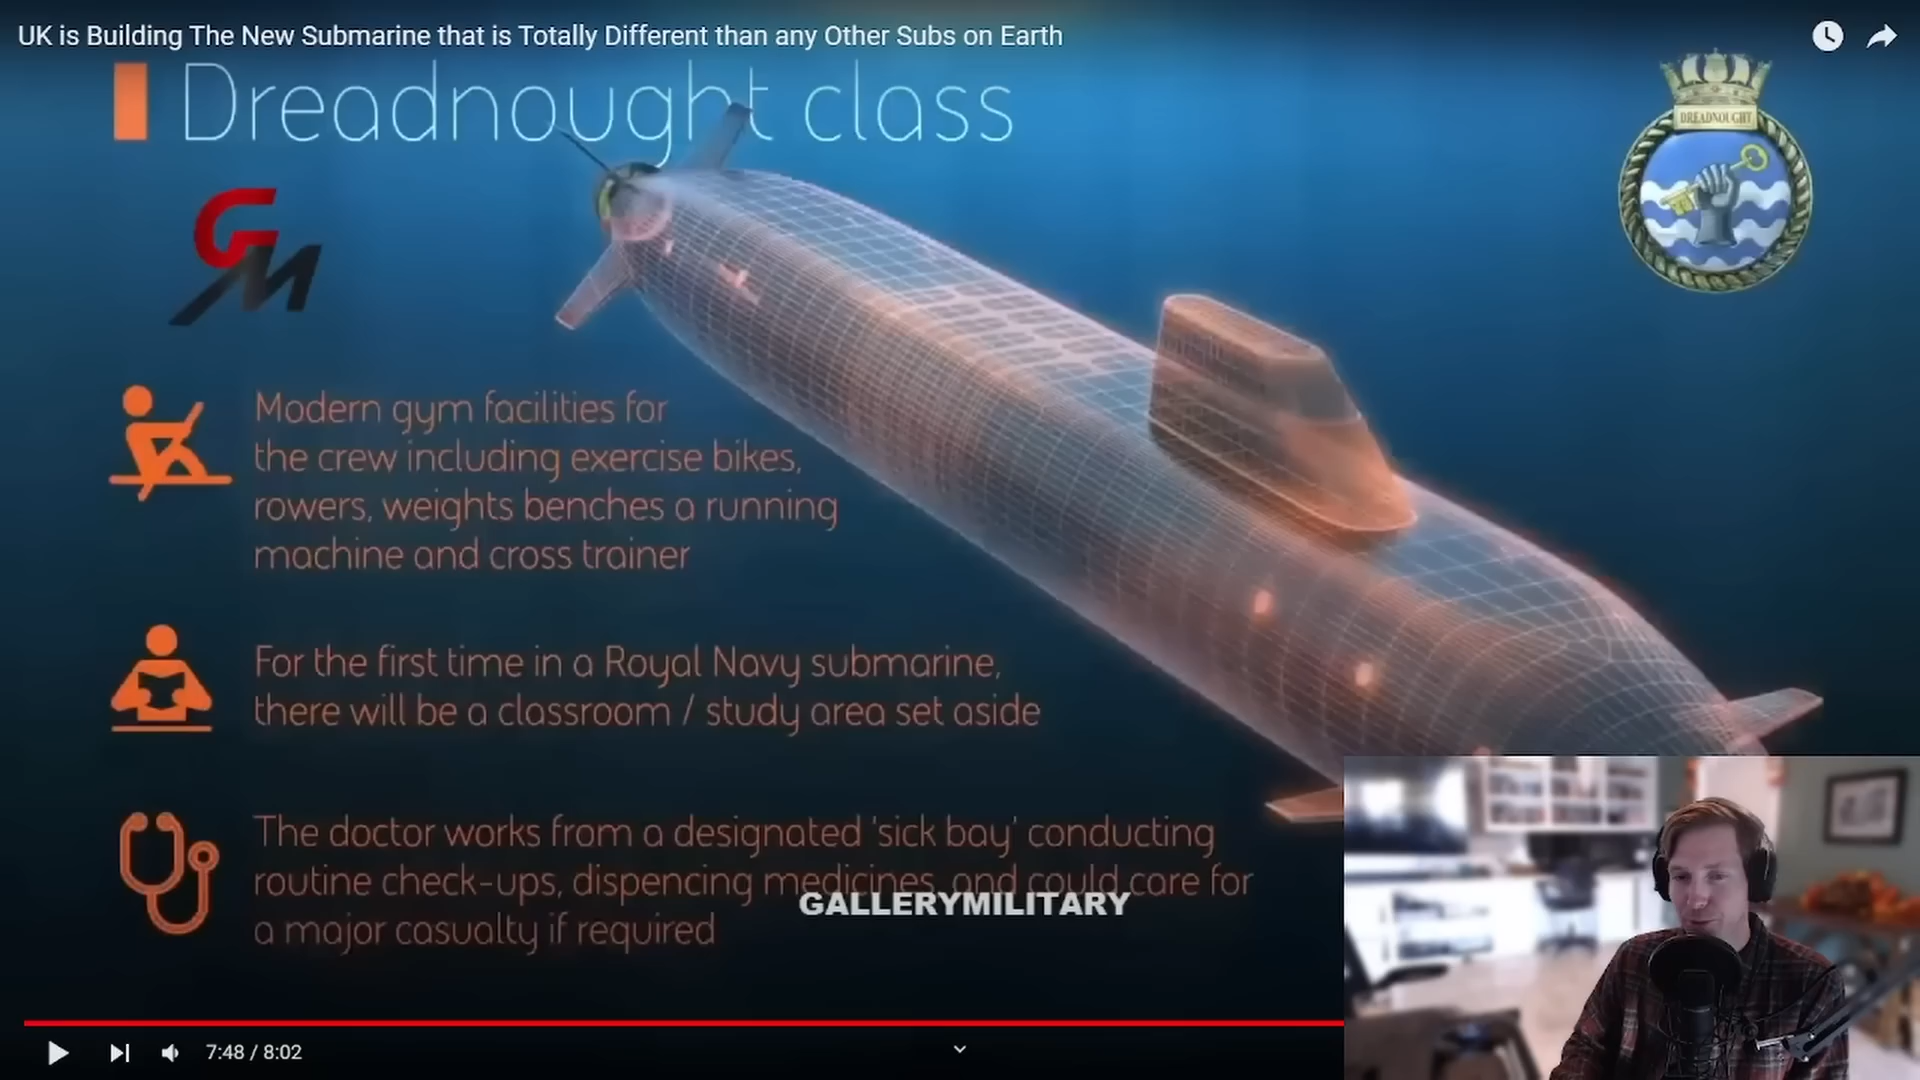 UK is Building The New Submarine that is Totally Different than any Other Subs on Earth
Dreadnought class
DREADNOUGHT
GM
Modern gym facilities for
the crew including exercise bikes,
rowers, weights benches a running
machine and cross trainer
For the first time in a Royal Navy submarine,
there will be a classroom / study area set aside
The doctor works from a designated 'sick bay' conducting
routine check-ups, dispencing medicines, and could care for
GALLERYMILITARY
a major casualty if required
7:48 / 8:02